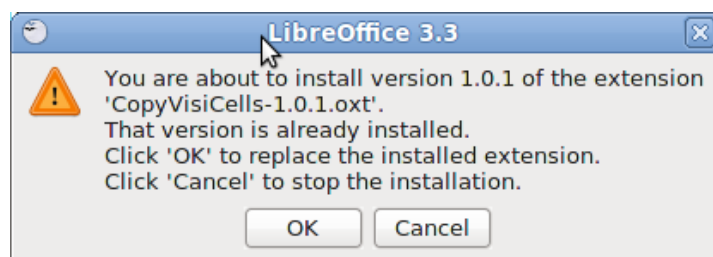 LibreOffice 3.3
You are about to install version 1.0.1 of the extension
'CopyVisiCells-1.0.1.oxt'.
That version is already installed.
Click 'OK' to replace the installed extension.
Click 'Cancel' to stop the installation.
OK Cancel